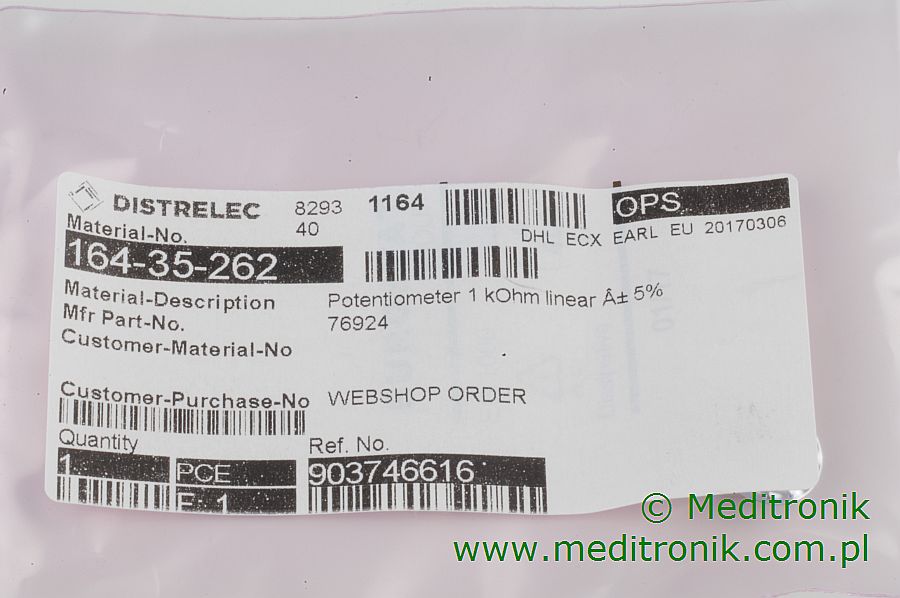 DISTRELEC 8293 1164 OPS
Material-No. 40 DHL ECX EARL EU 20170306
164-35-262
Material-Description Potentiometer 1 kOhm linear Â± 5%
Mfr Part-No. 76924
Customer-Material-No
Customer-Purchase-No WEBSHOP ORDER
Quantity Ref. No.
1 PCE 903746616
F 1
© Meditronik
www.meditronik.com.pl